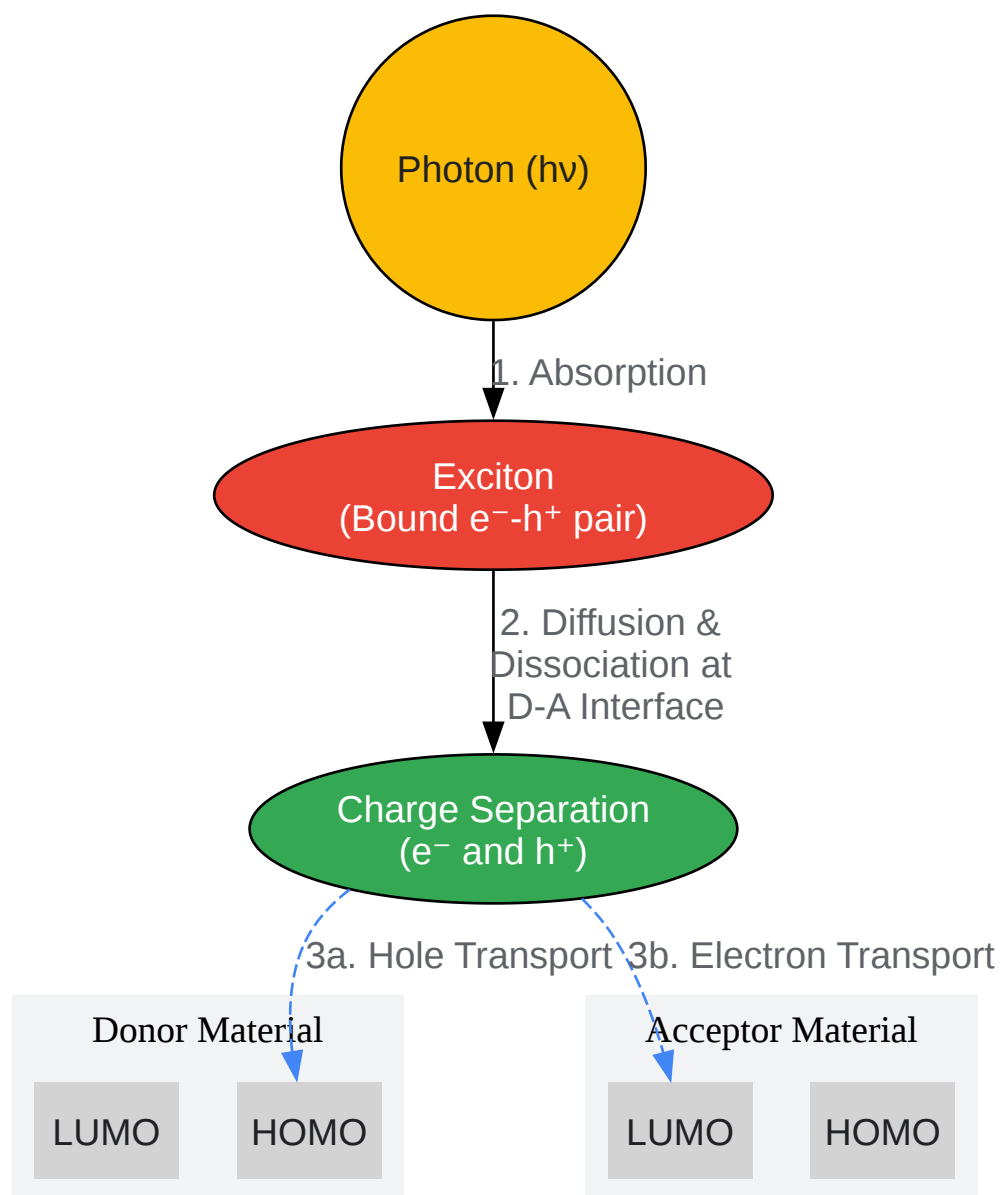 Photon (hν)
1. Absorption
Exciton
(Bound e⁻-h⁺ pair)
2. Diffusion &
Dissociation at
D-A Interface
Charge Separation
(e⁻ and h⁺)
3a. Hole Transport
3b. Electron Transport
Donor Material
LUMO
HOMO
Acceptor Material
LUMO
HOMO